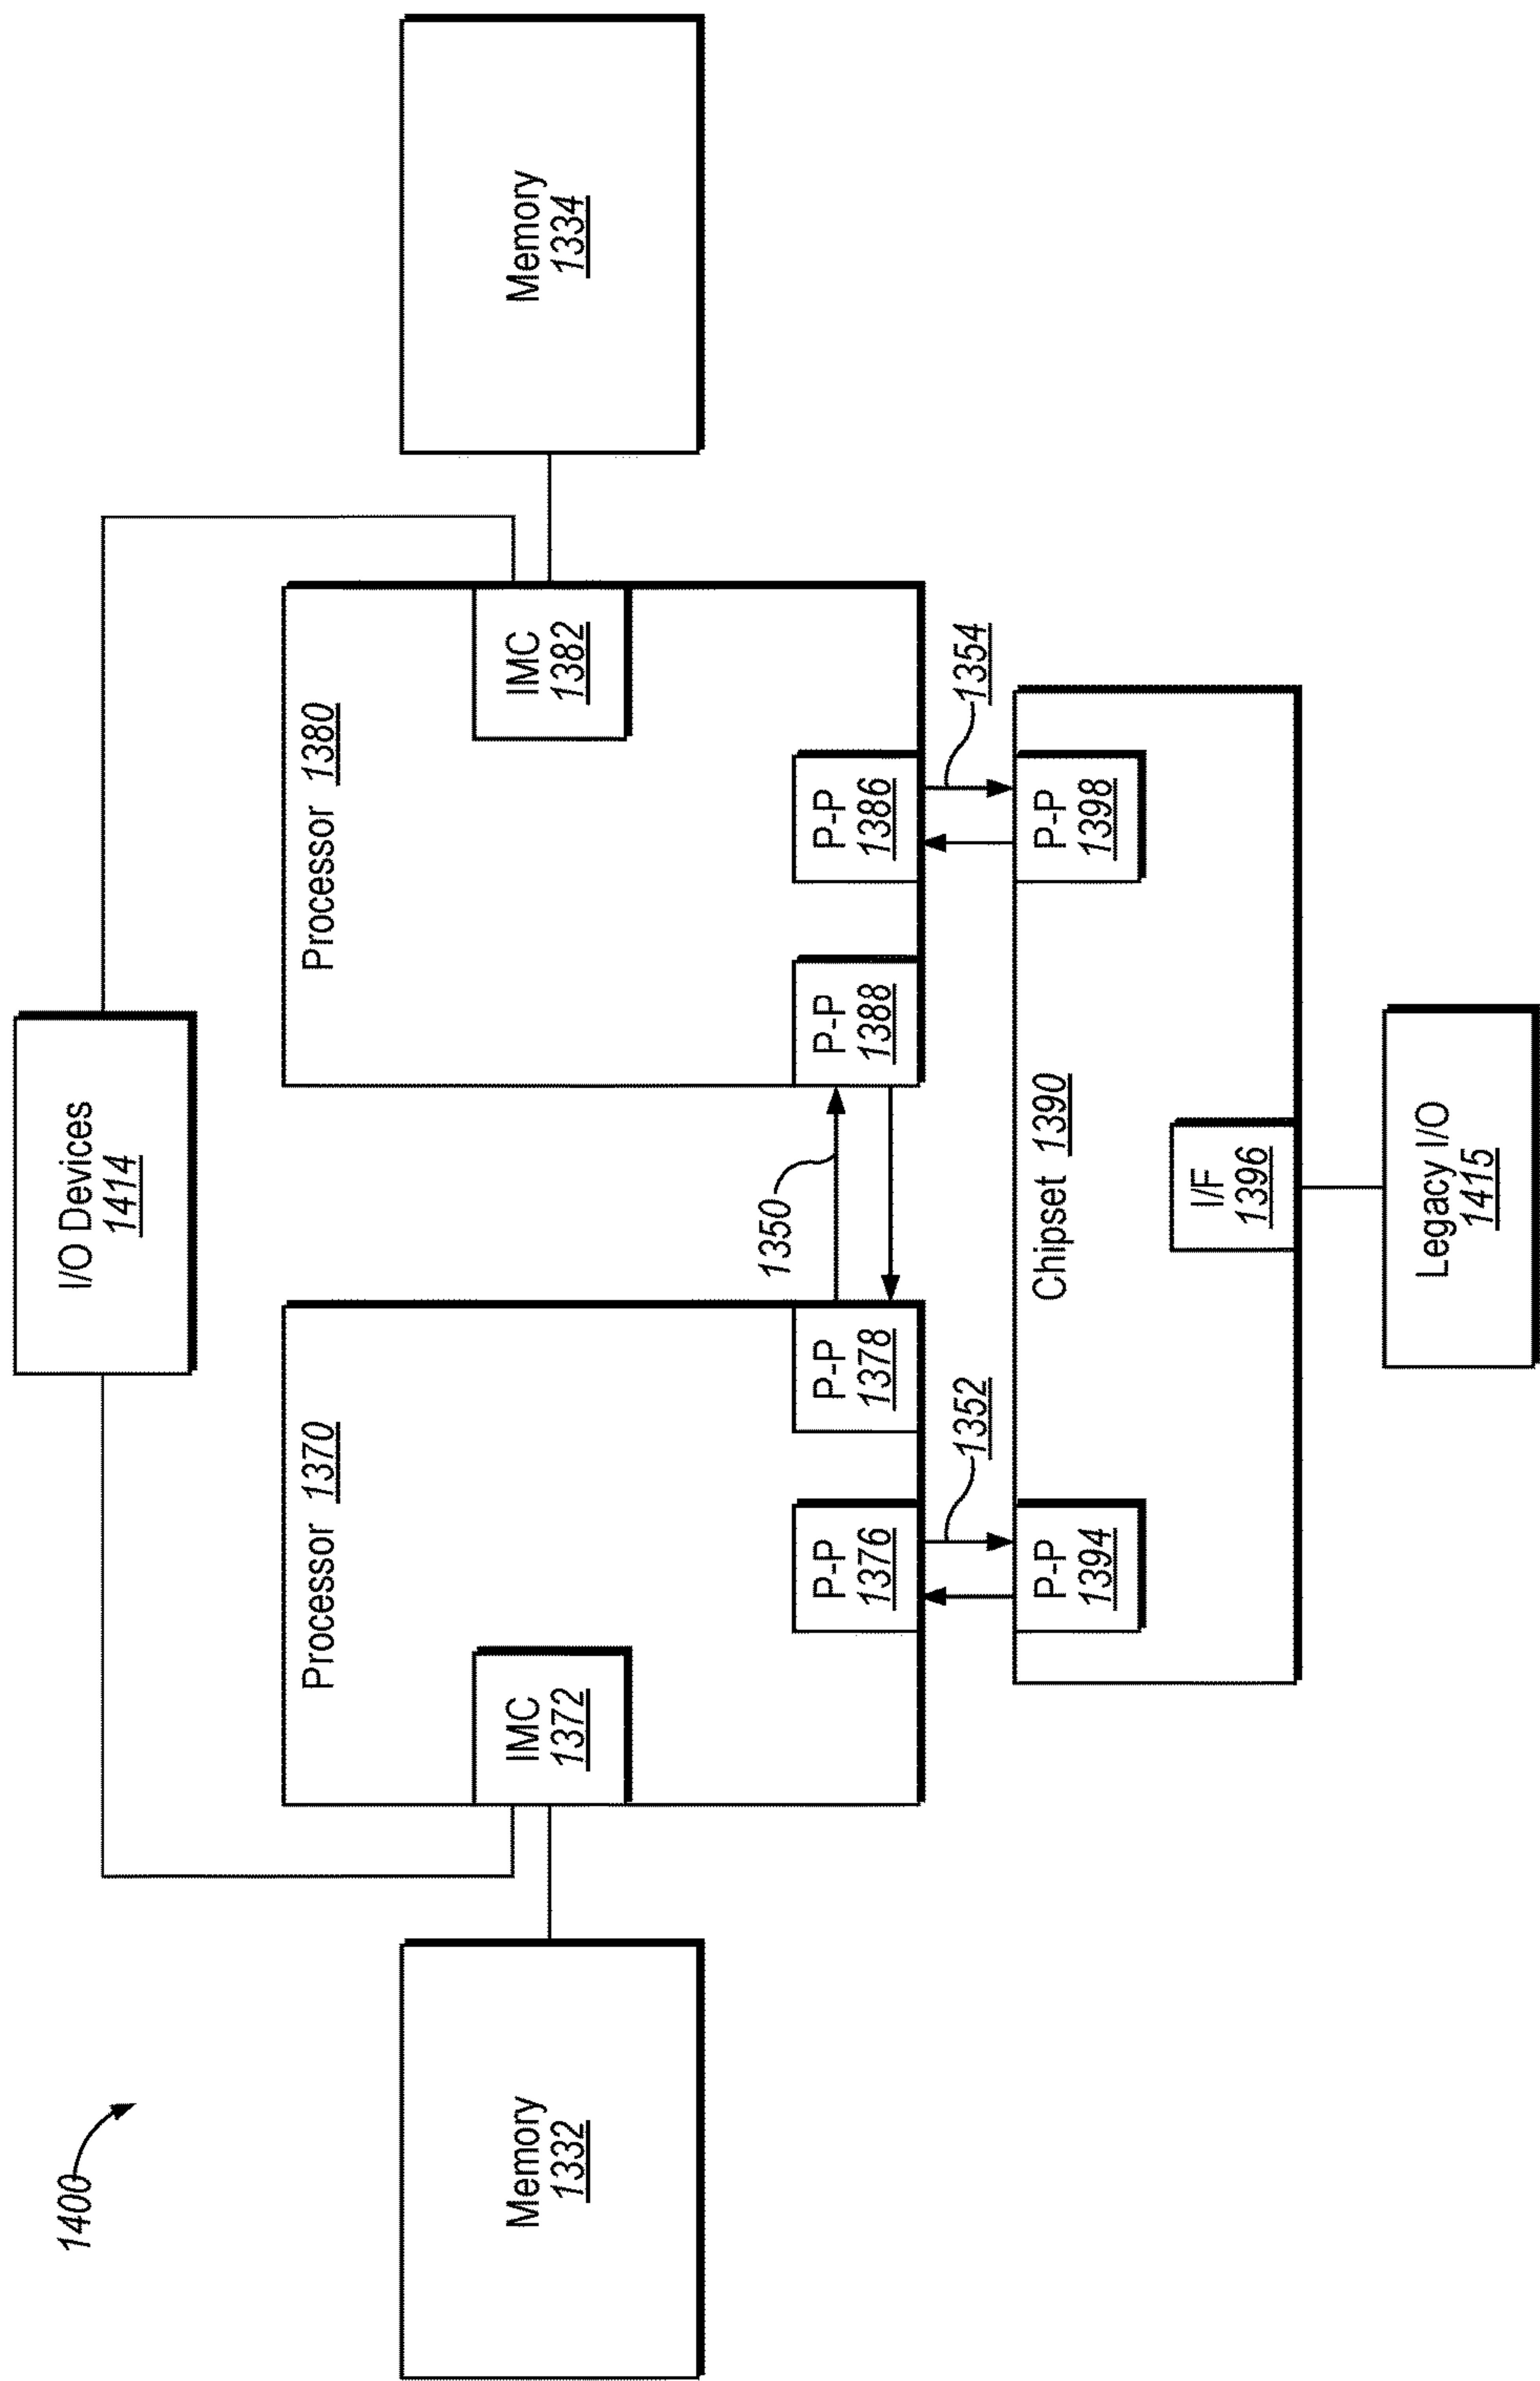 1400
I/O Devices
1414
Processor 1370
Processor 1380
Memory
1332
IMC
1372
IMC
1382
Memory
1334
1350
P-P
1376
P-P
1378
P-P
1388
P-P
1386
1352
1354
P-P
1394
Chipset 1390
P-P
1398
I/F
1396
Legacy I/O
1415